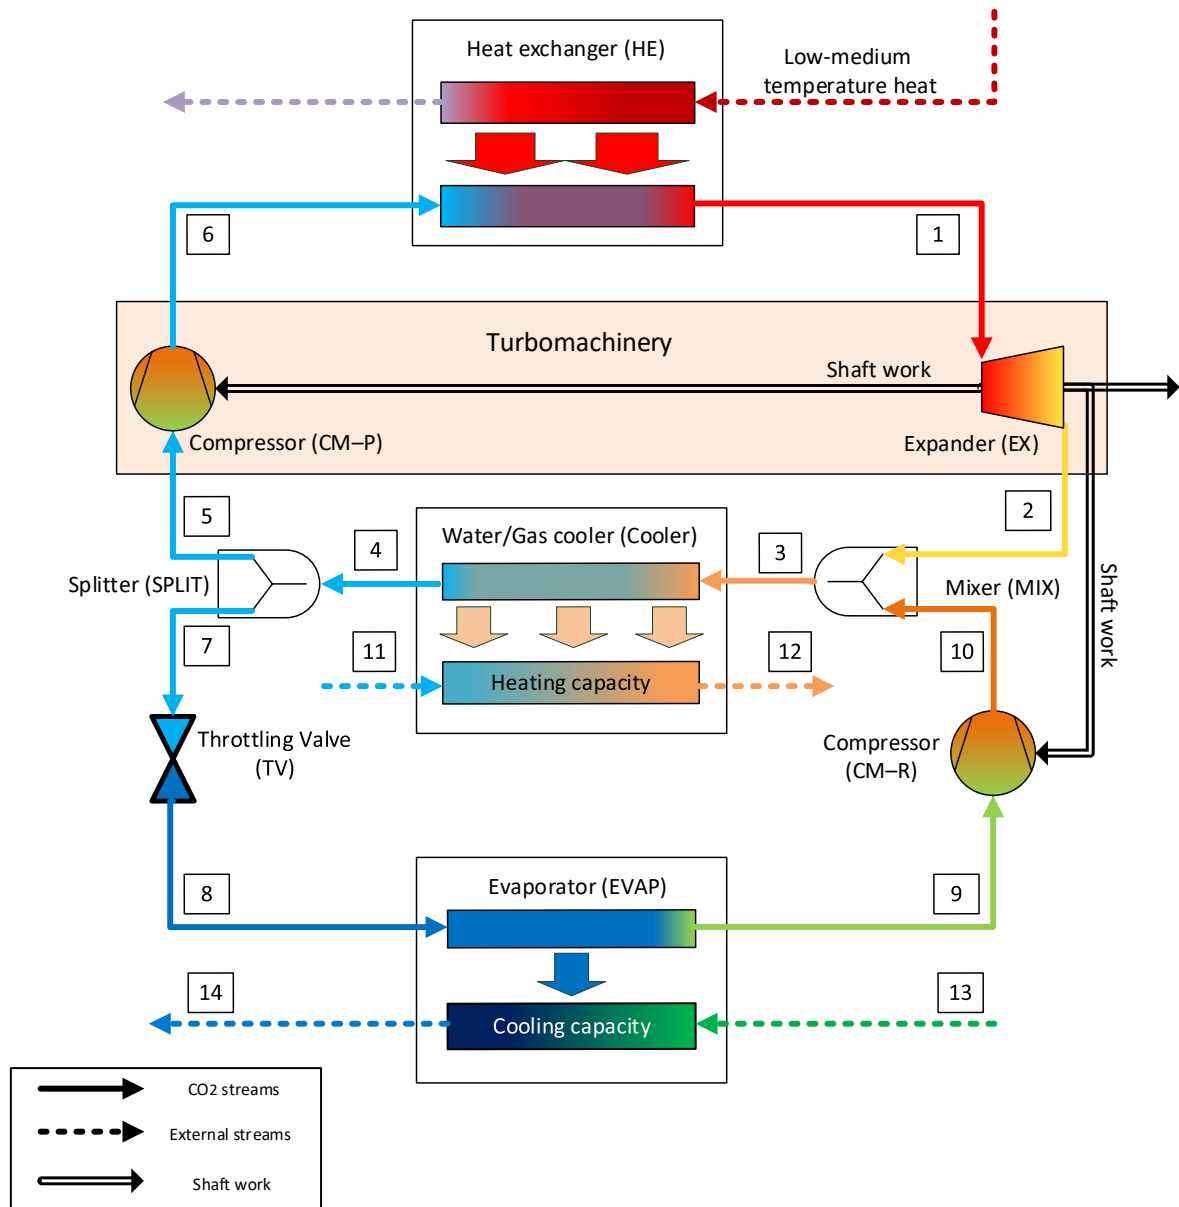 Heat exchanger (HE)
Low-medium
temperature heat
6
1
Turbomachinery
Shaft work
Compressor (CM–P)
Expander (EX)
5
2
Water/Gas cooler (Cooler)
4
3
Splitter (SPLIT)
Mixer (MIX)
Shaft work
7
11
12
10
Heating capacity
Throttling Valve
(TV)
Compressor
(CM–R)
8
Evaporator (EVAP)
9
14
13
Cooling capacity
CO2 streams
External streams
Shaft work